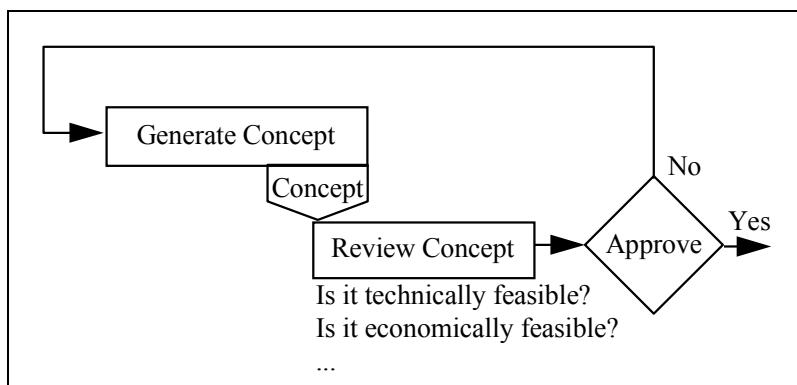 Generate Concept
Concept
No
Yes
Review Concept
Approve
Is it technically feasible?
Is it economically feasible?
...